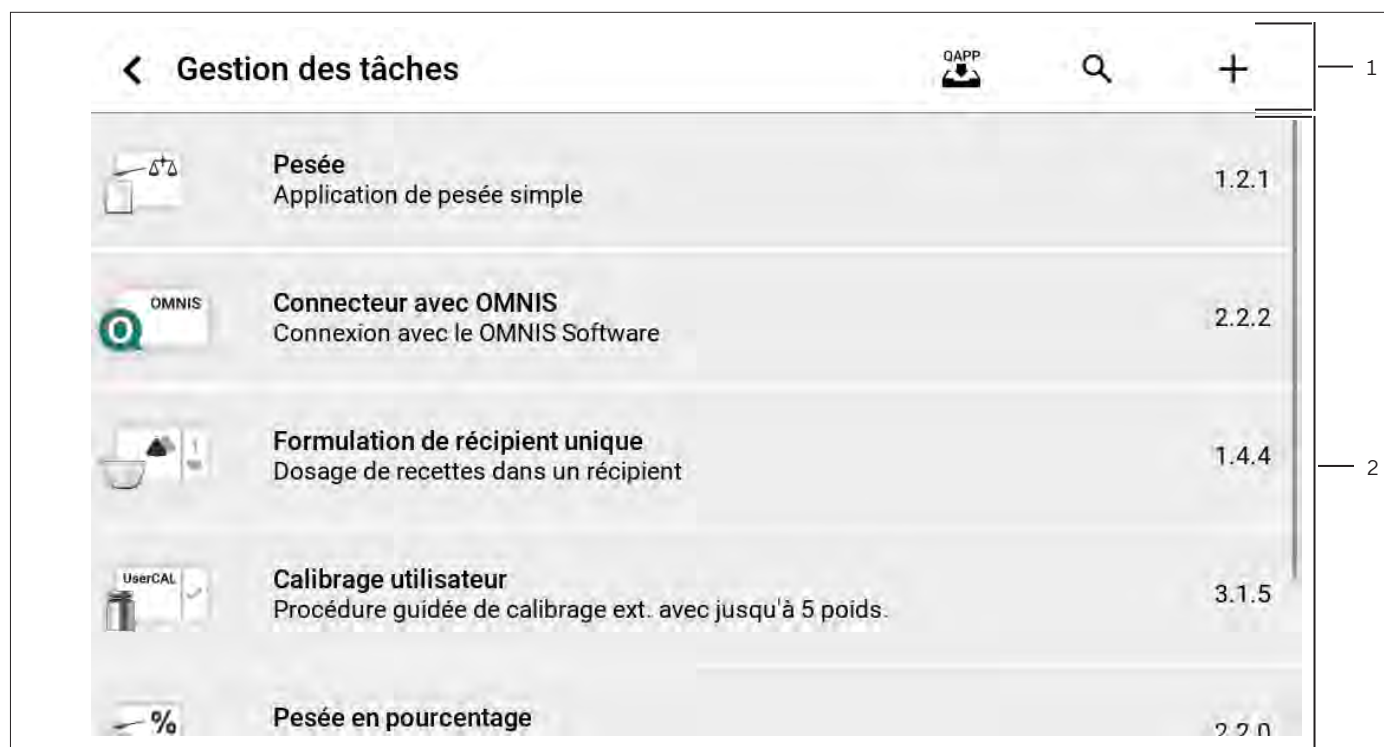 Gestion des tâches
QAPP
1
Pesée
Application de pesée simple
1.2.1
OMNIS
Connecteur avec OMNIS
Connexion avec le OMNIS Software
2.2.2
Formulation de récipient unique
Dosage de recettes dans un récipient
1.4.4
2
UserCAL
Calibrage utilisateur
Procédure guidée de calibrage ext. avec jusqu'à 5 poids.
3.1.5
%
Pesée en pourcentage
2.2.0